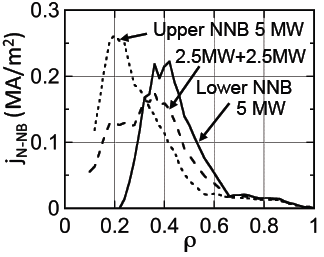 0.3
0.2
0.1
0
j_N-NB (MA/m²)
Upper NNB 5 MW
2.5MW+2.5MW
Lower NNB
5 MW
0 0.2 0.4 0.6 0.8 1
ρ